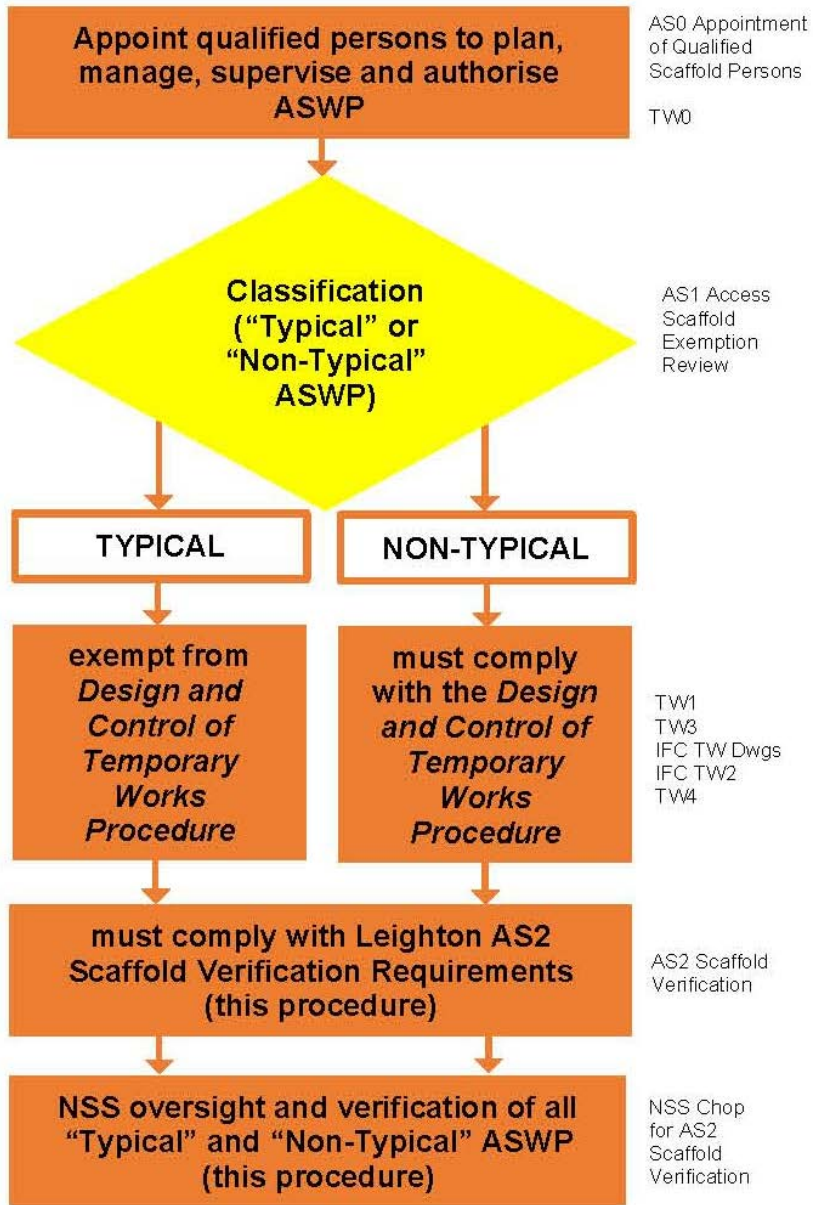 Appoint qualified persons to plan,
manage, supervise and authorise
ASWP
AS0 Appointment
of Qualified
Scaffold Persons
TW0
Classification
(“Typical” or
“Non-Typical”
ASWP)
AS1 Access
Scaffold
Exemption
Review
TYPICAL
NON-TYPICAL
exempt from
Design and
Control of
Temporary
Works
Procedure
must comply
with the Design
and Control of
Temporary
Works
Procedure
TW1
TW3
IFC TW Dwgs
IFC TW2
TW4
must comply with Leighton AS2
Scaffold Verification Requirements
(this procedure)
AS2 Scaffold
Verification
NSS oversight and verification of all
“Typical” and “Non-Typical” ASWP
(this procedure)
NSS Chop
for AS2
Scaffold
Verification